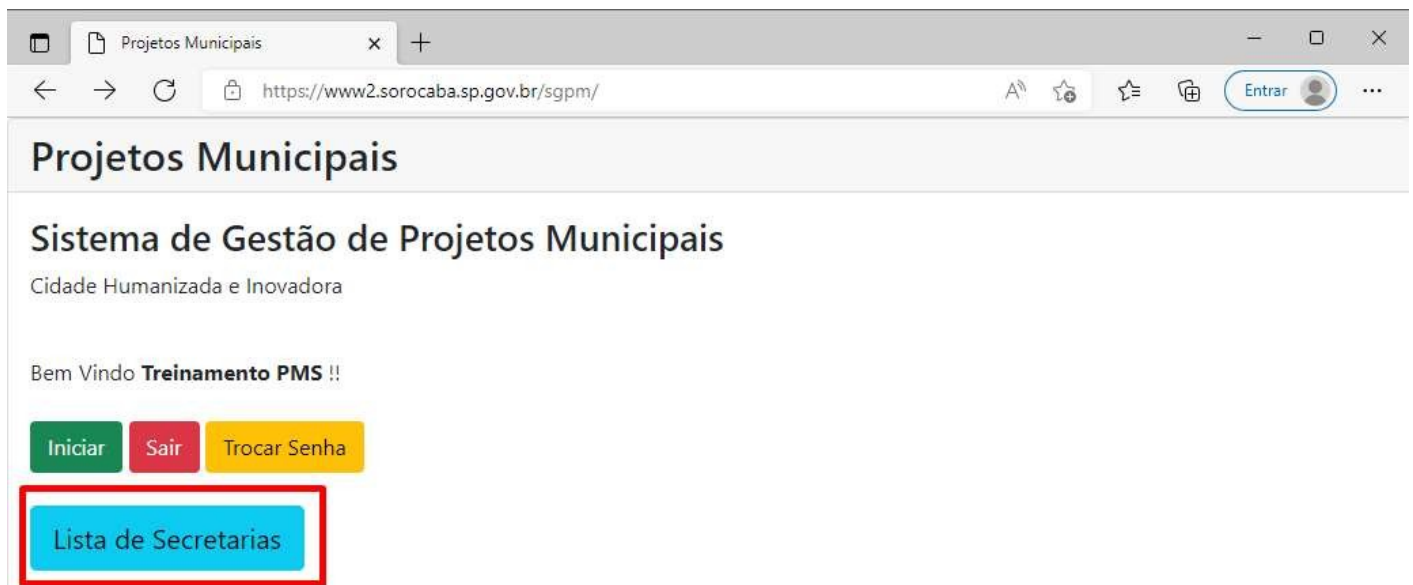 Projetos Municipais
https://www2.sorocaba.sp.gov.br/sgpm/
Entrar
Projetos Municipais
Sistema de Gestão de Projetos Municipais
Cidade Humanizada e Inovadora
Bem Vindo Treinamento PMS !!
Iniciar Sair Trocar Senha
Lista de Secretarias